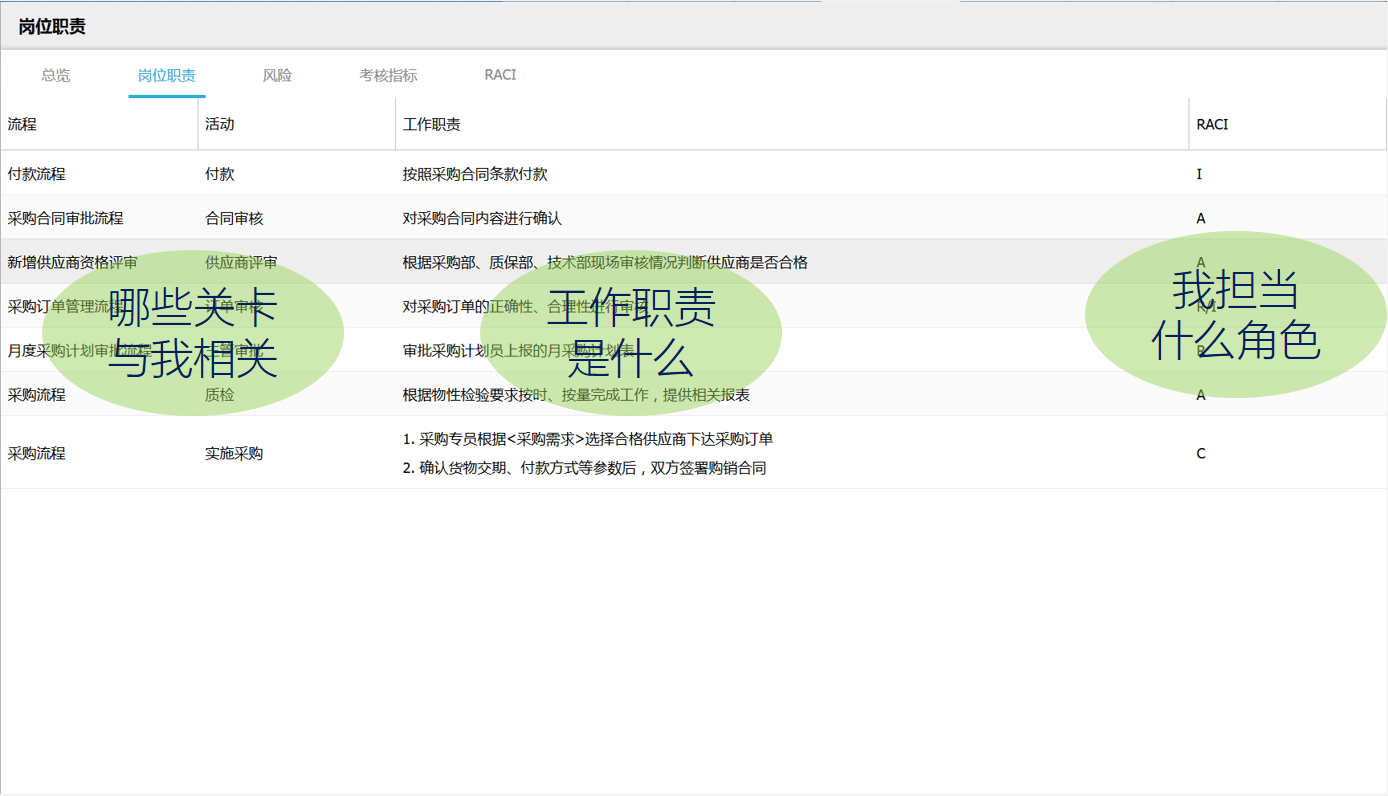 岗位职责
总览 岗位职责 风险 考核指标 RACI
流程 活动 工作职责 RACI
付款流程 付款 按照采购合同条款付款 I
采购合同审批流程 合同审核 对采购合同内容进行确认 A
新增供应商资格评审 供应商评审 根据采购部、质保部、技术部现场审核情况判断供应商是否合格 A
采购订单管理流程 订单审核 对采购订单的正确性、合理性进行审核 R/I
月度采购计划审批流程 主管审批 审批采购计划员上报的月采购计划表 R
采购流程 质检 根据物性检验要求按时、按量完成工作，提供相关报表 A
采购流程 实施采购 1. 采购专员根据<采购需求>选择合格供应商下达采购订单
2. 确认货物交期、付款方式等参数后，双方签署购销合同 C
哪些关卡
与我相关
工作职责
是什么
我担当
什么角色